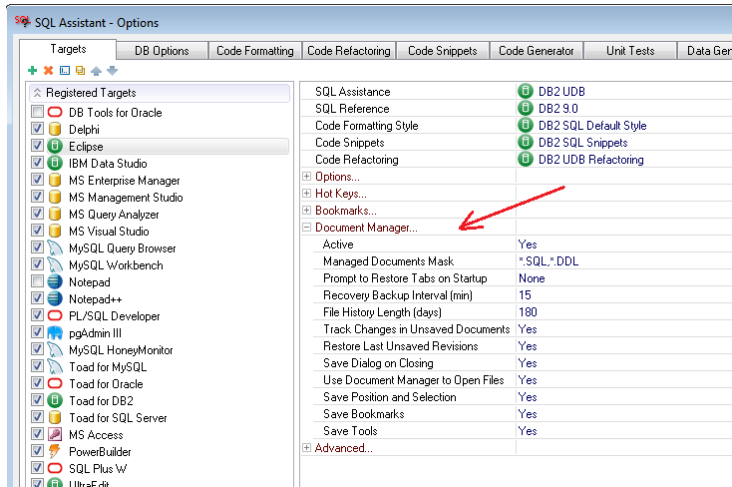 SQL Assistant - Options
Targets
DB Options
Code Formatting
Code Refactoring
Code Snippets
Code Generator
Unit Tests
Data Ger
Registered Targets
DB Tools for Oracle
Delphi
Eclipse
IBM Data Studio
MS Enterprise Manager
MS Management Studio
MS Query Analyzer
MS Visual Studio
MySQL Query Browser
MySQL Workbench
Notepad
Notepad++
PL/SQL Developer
pgAdmin III
MySQL HoneyMonitor
Toad for MySQL
Toad for Oracle
Toad for DB2
Toad for SQL Server
MS Access
PowerBuilder
SQL Plus W
UltraEdit
SQL Assistance DB2 UDB
SQL Reference DB2 9.0
Code Formatting Style DB2 SQL Default Style
Code Snippets DB2 SQL Snippets
Code Refactoring DB2 UDB Refactoring
Options...
Hot Keys...
Bookmarks...
Document Manager...
Active Yes
Managed Documents Mask *.SQL,*.DDL
Prompt to Restore Tabs on Startup None
Recovery Backup Interval (min) 15
File History Length (days) 180
Track Changes in Unsaved Documents Yes
Restore Last Unsaved Revisions Yes
Save Dialog on Closing Yes
Use Document Manager to Open Files Yes
Save Position and Selection Yes
Save Bookmarks Yes
Save Tools Yes
Advanced...